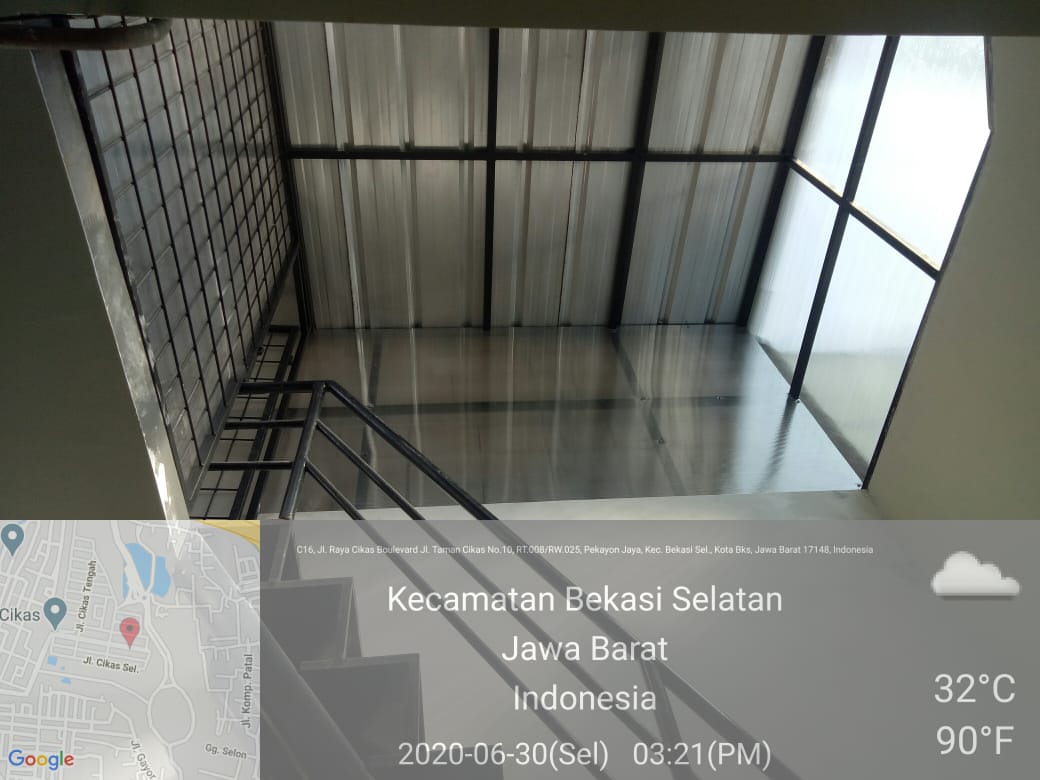 C16, Jl. Raya Cikas Boulevard Jl. Taman Cikas No.10, RT.008/RW.025, Pekayon Jaya, Kec. Bekasi Sel., Kota Bks, Jawa Barat 17148, Indonesia
Kecamatan Bekasi Selatan
Jawa Barat
Indonesia
2020-06-30(Sel) 03:21(PM)
32°C
90°F
Cikas
Jl. Cikas Tengah
Jl. Cikas Sel.
Jl. Komp. Patal
Gg. Selon
Jl. Gayor
Google